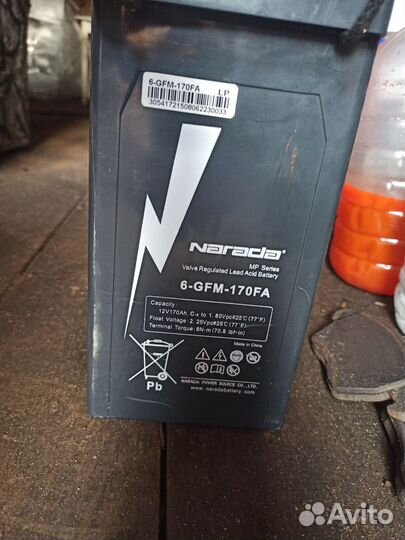 6-GFM-170FA LP
30541721508062230033
Narada
MP Series
Valve Regulated Lead Acid Battery
6-GFM-170FA
Capacity:
12V170Ah, C₁₀ to 1.80Vpc@25°C(77°F)
Float Voltage: 2.25Vpc@25°C(77°F)
Terminal Torque: 8N·m (70.8 lbf·in)
Made in China
Pb
NARADA POWER SOURCE CO.,LTD.
www.naradabattery.com
Avito